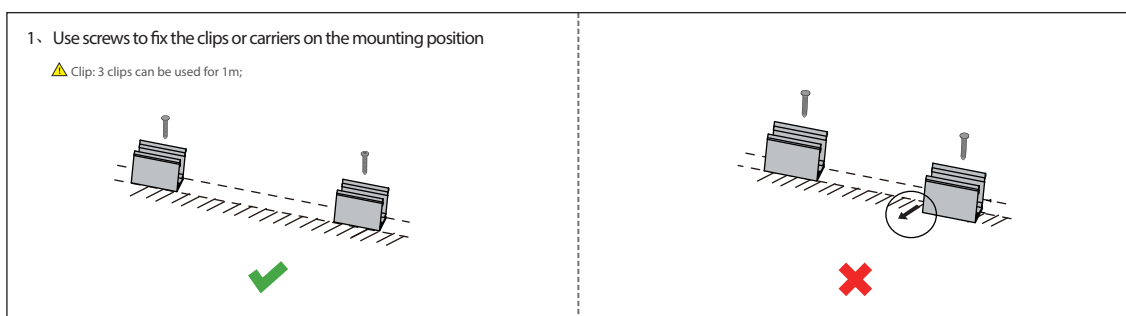 1、Use screws to fix the clips or carriers on the mounting position
Clip: 3 clips can be used for 1m;